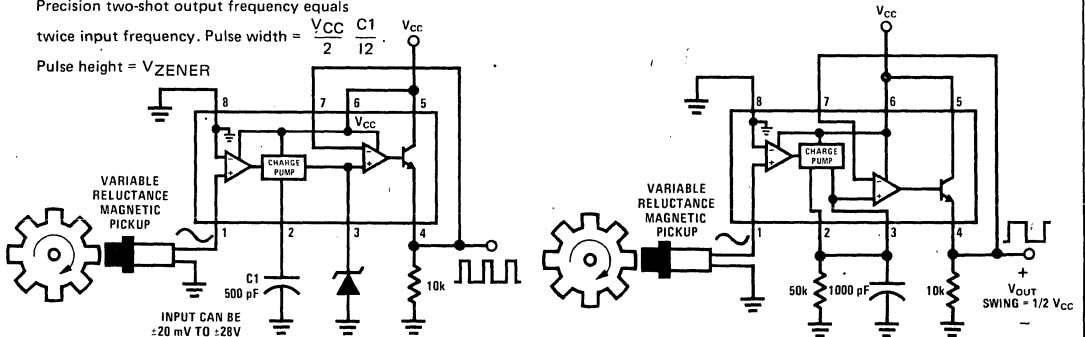 Precision two-shot output frequency equals
twice input frequency. Pulse width = VCC/2 C1/I2.
Pulse height = VZENER
VCC
8 7 6 5
VCC
- + - +
CHARGE
PUMP
VARIABLE
RELUCTANCE
MAGNETIC
PICKUP
1 2 3 4
C1
500 pF
10k
INPUT CAN BE
±20 mV TO ±28V
VCC
8 7 6 5
- + - +
CHARGE
PUMP
VARIABLE
RELUCTANCE
MAGNETIC
PICKUP
1 2 3 4
50k 1000 pF 10k
+
VOUT
SWING = 1/2 VCC
−